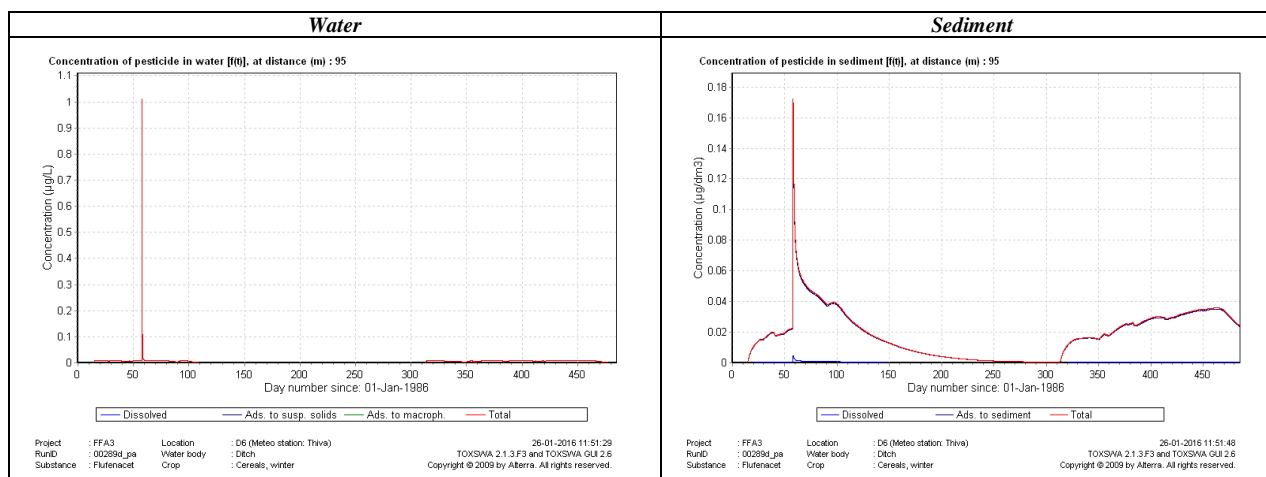 Water
Sediment
Concentration of pesticide in water [f(t)], at distance (m) : 95
1.1
1
0.9
0.8
0.7
0.6
0.5
0.4
0.3
0.2
0.1
0
Concentration (µg/L)
0 50 100 150 200 250 300 350 400 450
Day number since: 01-Jan-1986
Dissolved Ads. to susp. solids Ads. to macroph. Total
Project : FFA3 Location : D6 (Meteo station: Thiva) 26-01-2016 11:51:29
RunID : 00289d_pa Water body : Ditch TOXSWA 2.1.3.F3 and TOXSWA GUI 2.6
Substance : Flufenacet Crop : Cereals, winter Copyright © 2009 by Alterra. All rights reserved.
Concentration of pesticide in sediment [f(t)], at distance (m) : 95
0.18
0.16
0.14
0.12
0.1
0.08
0.06
0.04
0.02
0
Concentration (µg/dm3)
0 50 100 150 200 250 300 350 400 450
Day number since: 01-Jan-1986
Dissolved Ads. to sediment Total
Project : FFA3 Location : D6 (Meteo station: Thiva) 26-01-2016 11:51:48
RunID : 00289d_pa Water body : Ditch TOXSWA 2.1.3.F3 and TOXSWA GUI 2.6
Substance : Flufenacet Crop : Cereals, winter Copyright © 2009 by Alterra. All rights reserved.